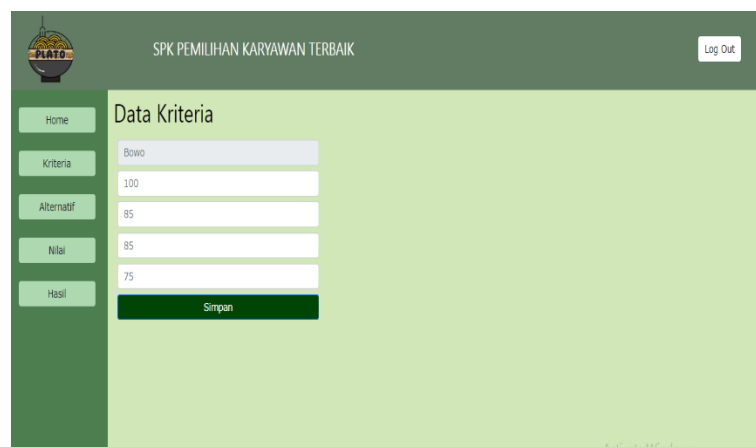 PLATO
SPK PEMILIHAN KARYAWAN TERBAIK
Log Out
Home
Kriteria
Alternatif
Nilai
Hasil
Data Kriteria
Bowo
100
85
85
75
Simpan